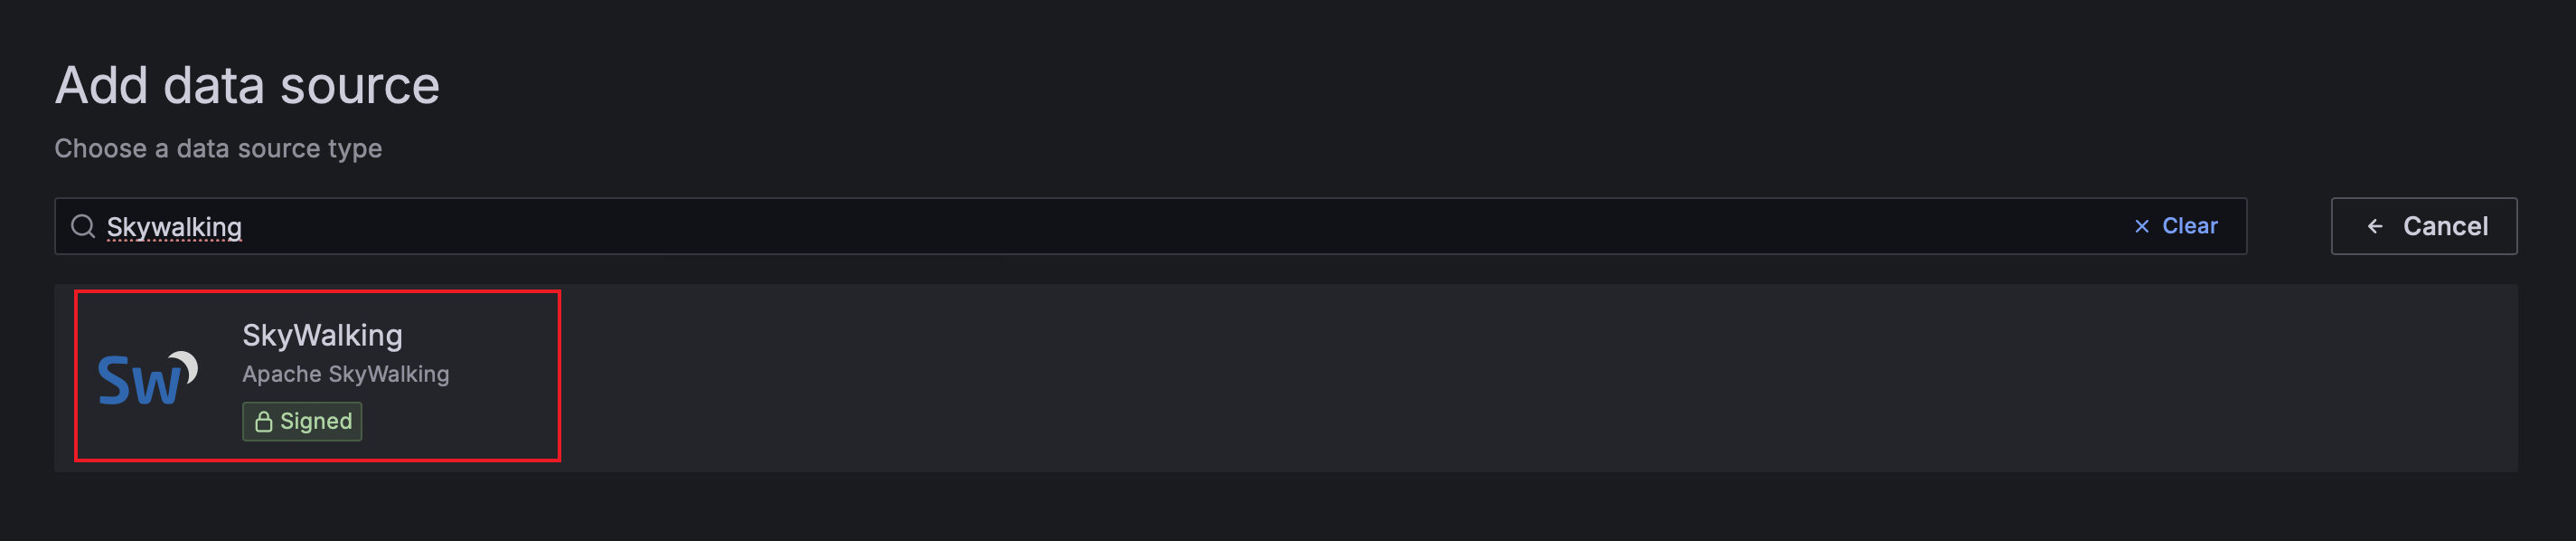 Add data source
Choose a data source type
Skywalking
Clear
Cancel
SW
SkyWalking
Apache SkyWalking
Signed